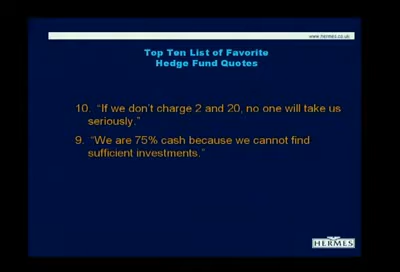 www.hermes.co.uk
Top Ten List of Favorite
Hedge Fund Quotes
10. “If we don’t charge 2 and 20, no one will take us
seriously.”
9. “We are 75% cash because we cannot find
sufficient investments.”
HERMES